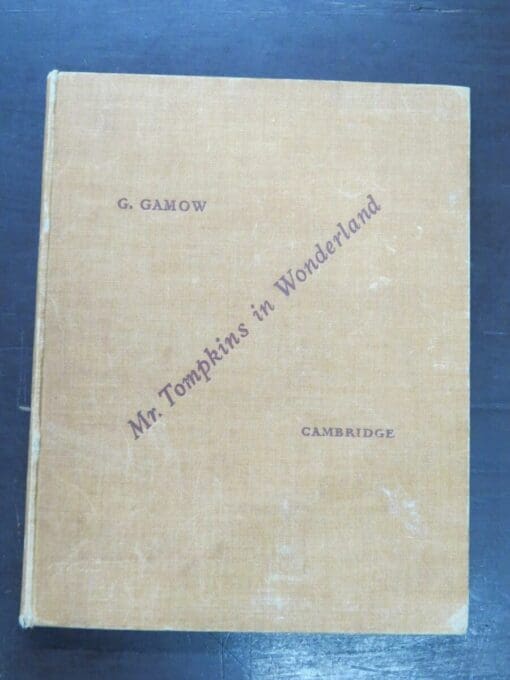 G. GAMOW
Mr. Tompkins in Wonderland
CAMBRIDGE